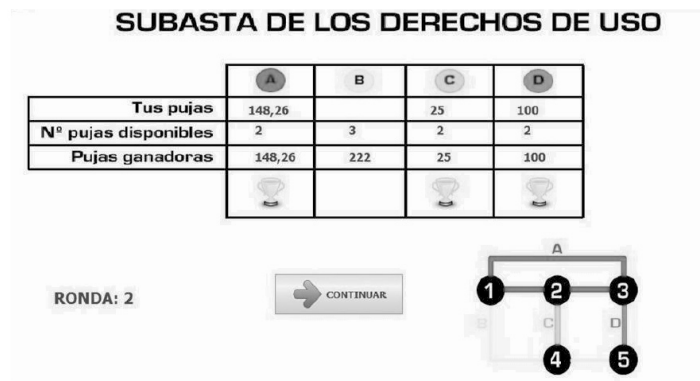 SUBASTA DE LOS DERECHOS DE USO
A B C D
Tus pujas 148,26 25 100
Nº pujas disponibles 2 3 2 2
Pujas ganadoras 148,26 222 25 100
RONDA: 2
CONTINUAR
A
1 2 3
B C D
4 5